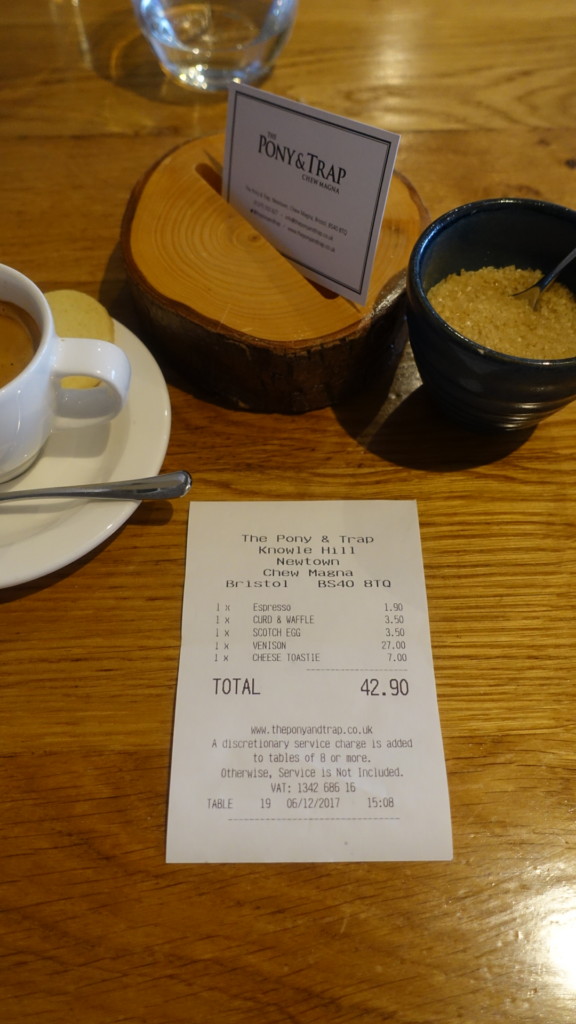 THE
PONY & TRAP
CHEW MAGNA
The Pony & Trap
Knowle Hill
Newtown
Chew Magna
Bristol BS40 BTQ
1 x Espresso 1.90
1 x CURD & WAFFLE 3.50
1 x SCOTCH EGG 3.50
1 x VENISON 27.00
1 x CHEESE TOASTIE 7.00
TOTAL 42.90
www.theponyandtrap.co.uk
A discretionary service charge is added
to tables of 8 or more.
Otherwise, Service is Not Included.
VAT: 1342 686 16
TABLE 19 06/12/2017 15:08